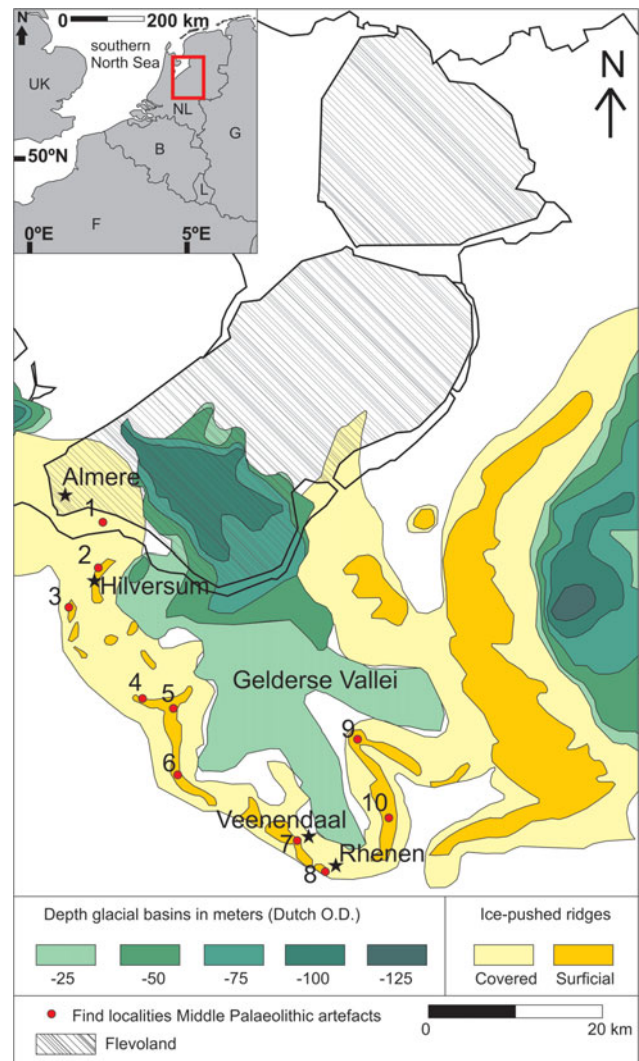 N
0
200 km
southern
North Sea
UK
NL
G
B
50ºN
L
F
0ºE
5ºE
N
Almere
1
2
Hilversum
3
4
5
Gelderse Vallei
6
9
10
Veenendaal
7
Rhenen
8
Depth glacial basins in meters (Dutch O.D.)
-25
-50
-75
-100
-125
Ice-pushed ridges
Covered
Surficial
Find localities Middle Palaeolithic artefacts
Flevoland
0
20 km